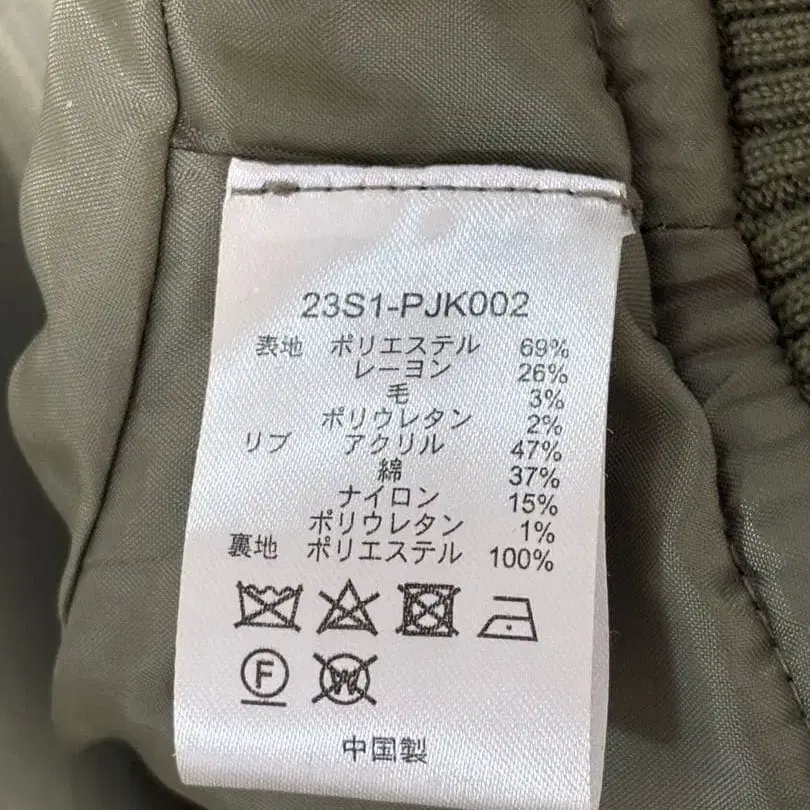 23S1-PJK002
表地 ポリエステル 69%
レーヨン 26%
毛 3%
ポリウレタン 2%
リブ アクリル 47%
綿 37%
ナイロン 15%
ポリウレタン 1%
裏地 ポリエステル 100%
F W
中国製